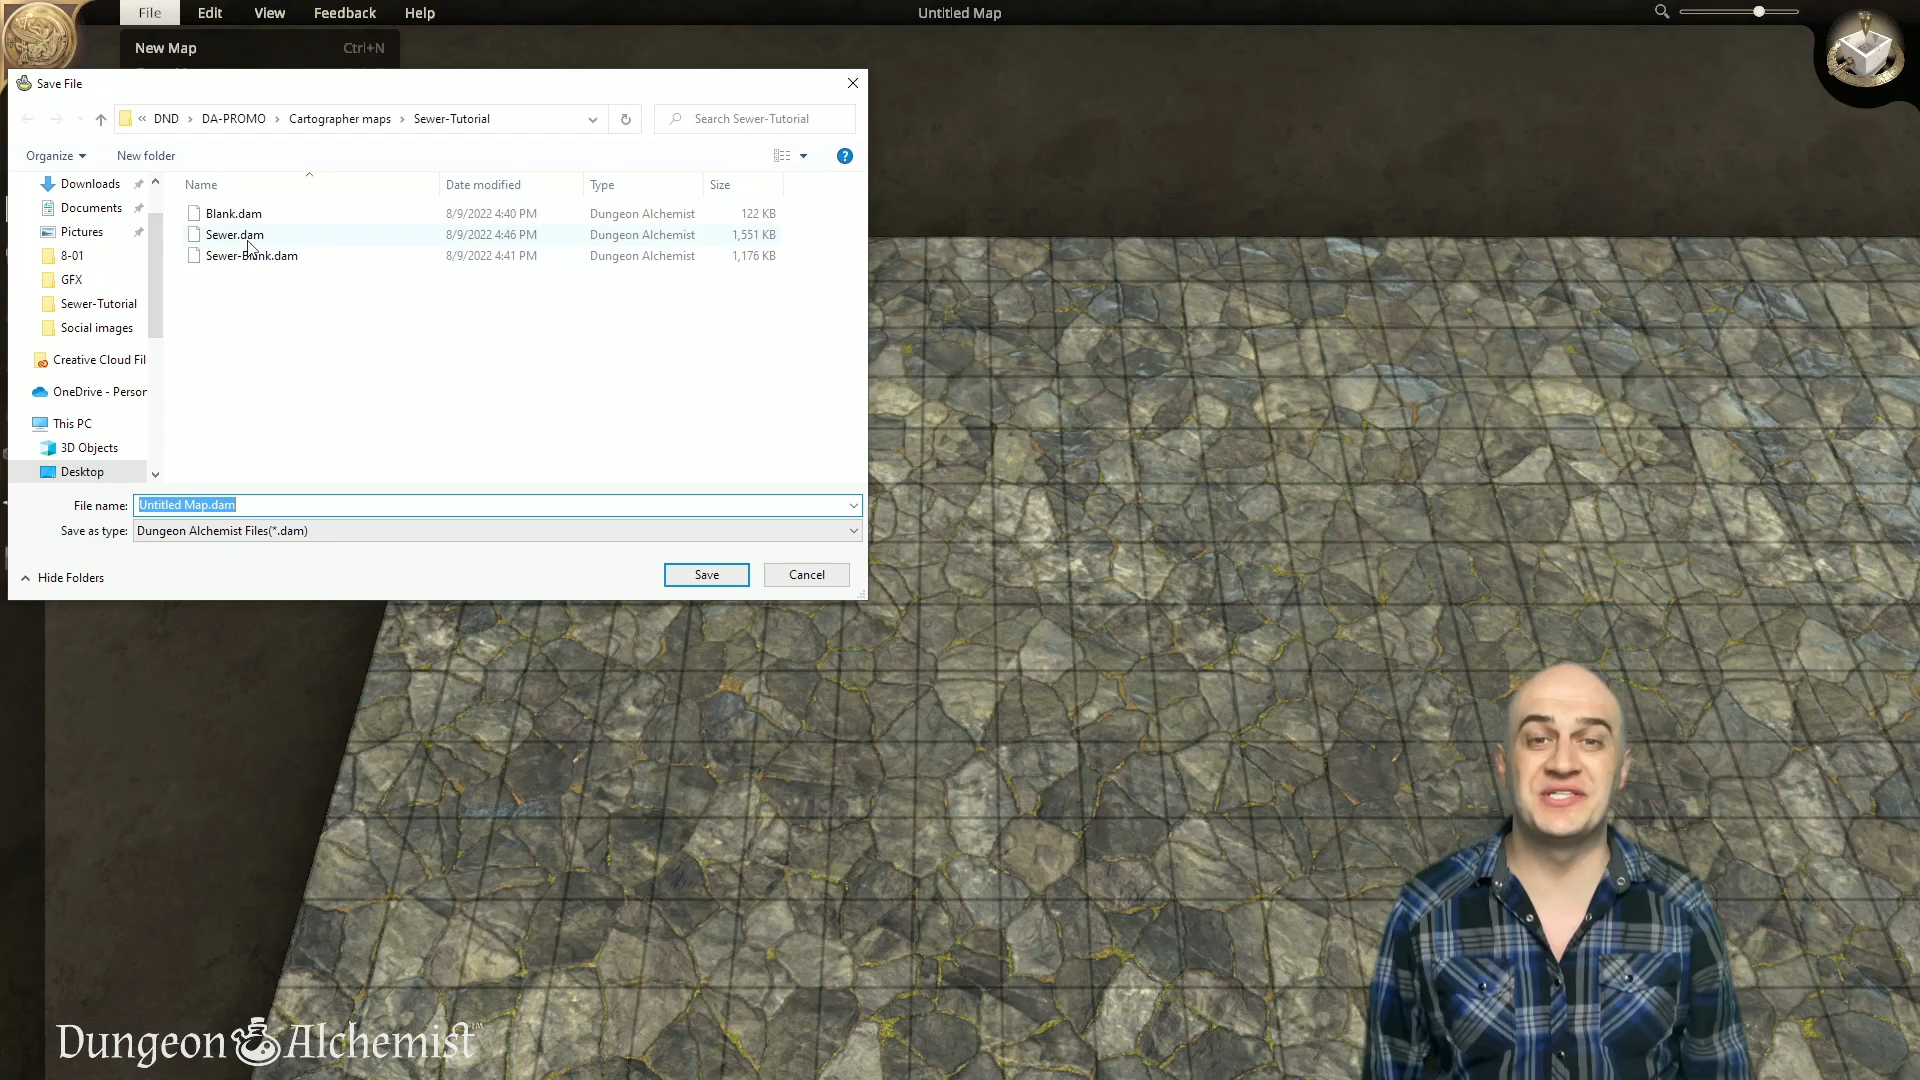 File Edit View Feedback Help Untitled Map
New Map Ctrl+N
Save File
« DND › DA-PROMO › Cartographer maps › Sewer-Tutorial
Search Sewer-Tutorial
Organize New folder
?
Downloads
Documents
Pictures
8-01
GFX
Sewer-Tutorial
Social images
Creative Cloud Fil
OneDrive - Person
This PC
3D Objects
Desktop
Name Date modified Type Size
Blank.dam 8/9/2022 4:40 PM Dungeon Alchemist 122 KB
Sewer.dam 8/9/2022 4:46 PM Dungeon Alchemist 1,551 KB
Sewer-Blank.dam 8/9/2022 4:41 PM Dungeon Alchemist 1,176 KB
File name: Untitled Map.dam
Save as type: Dungeon Alchemist Files(*.dam)
Hide Folders
Save Cancel
Dungeon Alchemist™